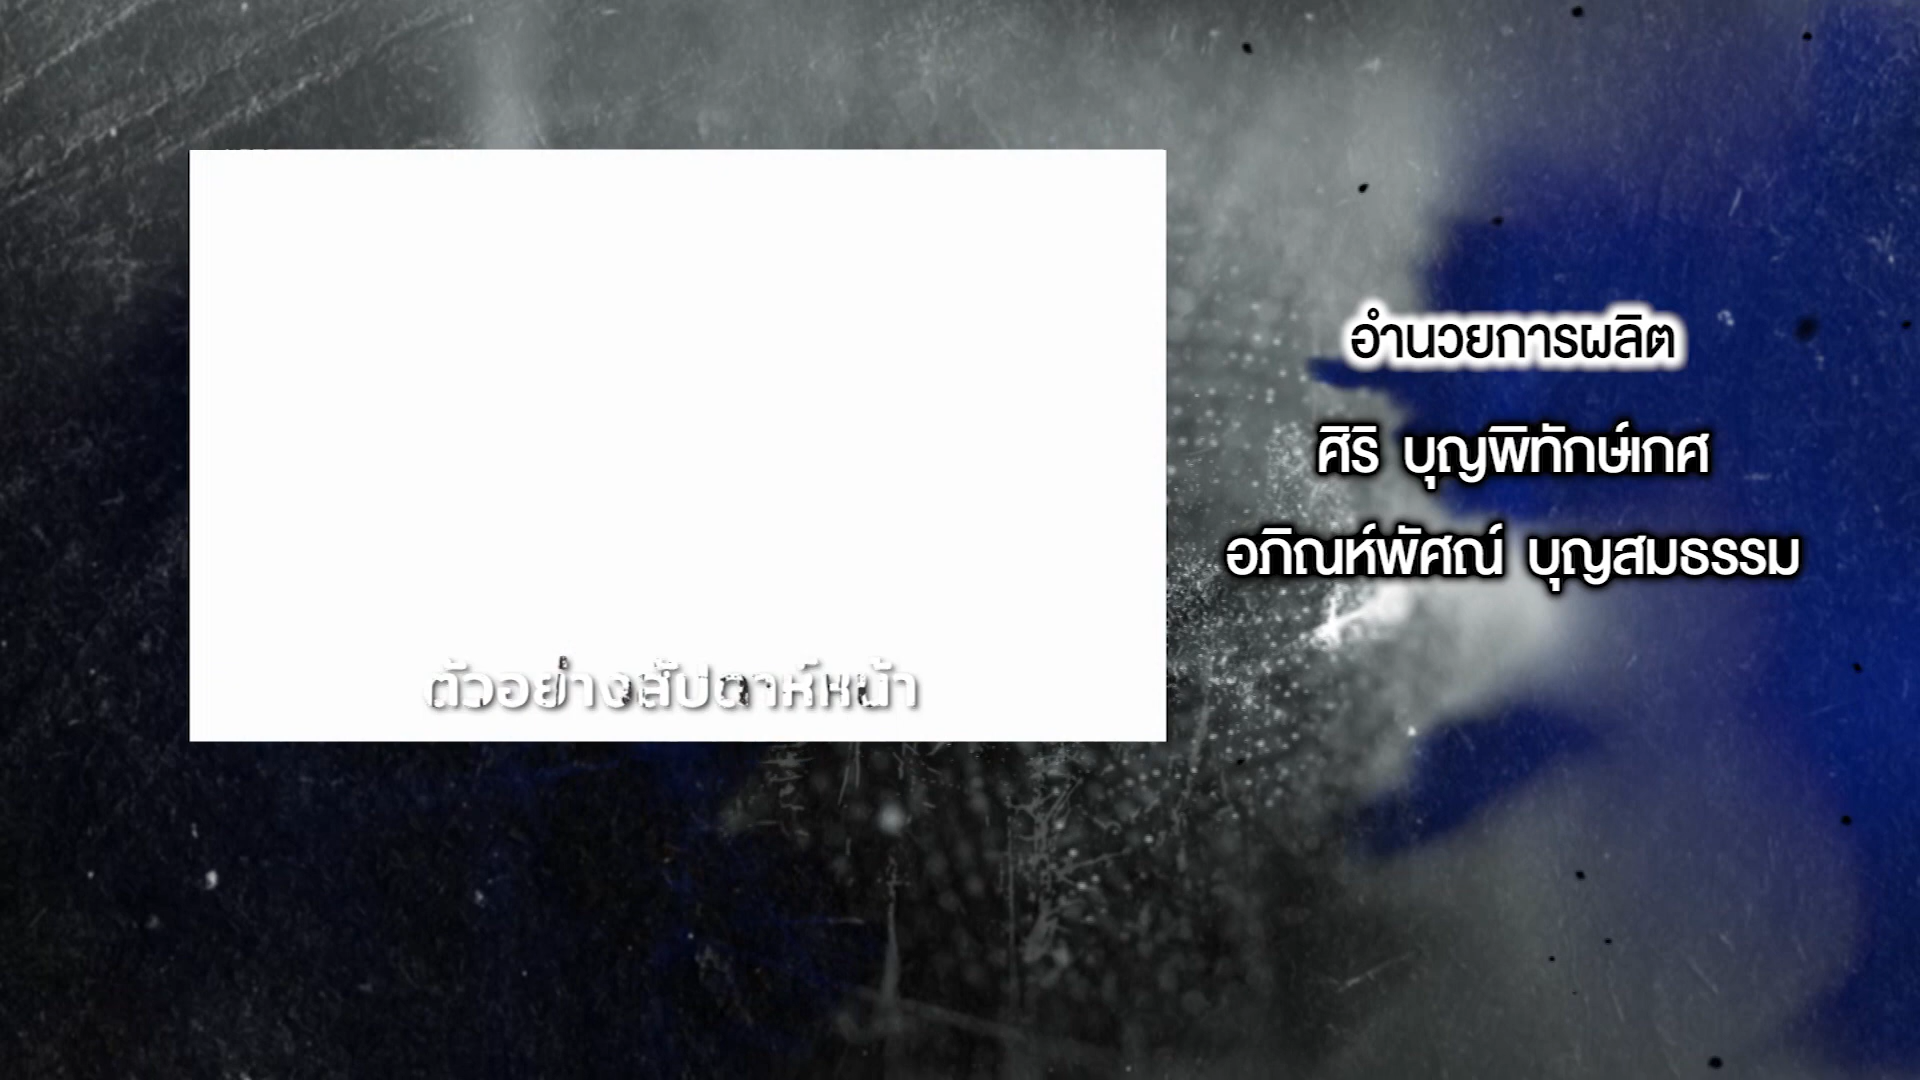 ตัวอย่างสัปดาห์หน้า
อำนวยการผลิต
ศิริ บุญพิทักษ์เกศ
อภิณห์พัศณ์ บุญสมธรรม